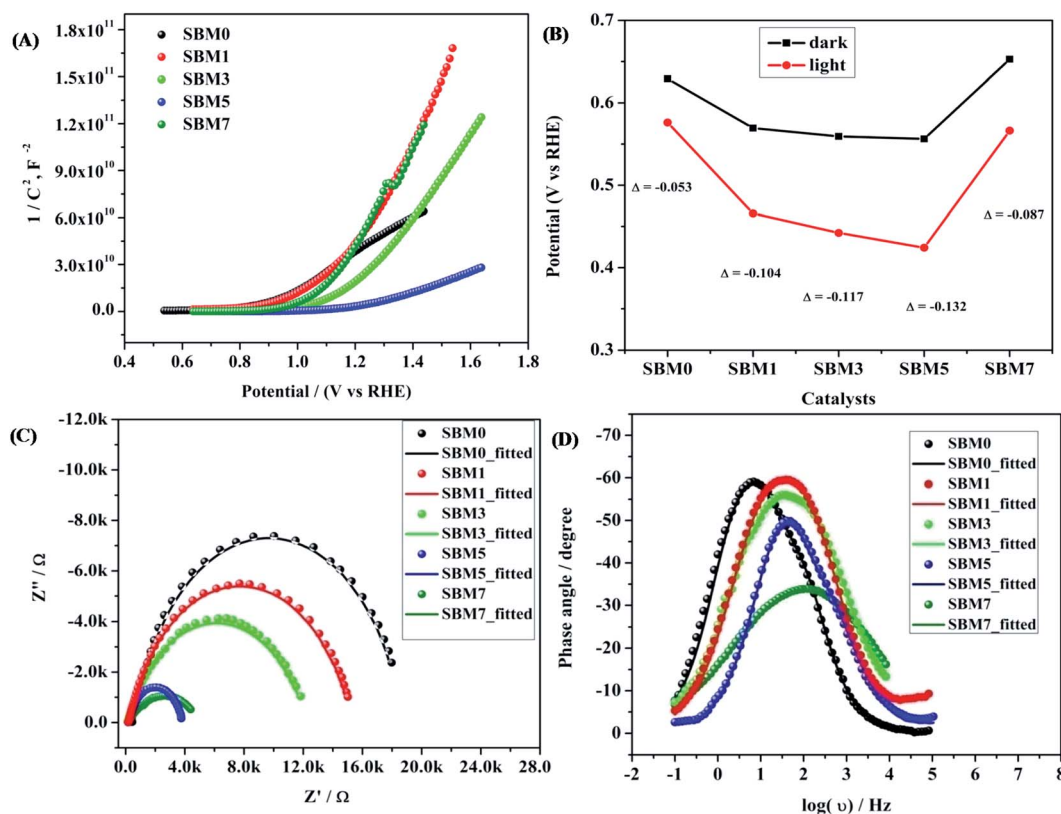 (A)
SBM0
SBM1
SBM3
SBM5
SBM7
1.8x10¹¹
1.5x10¹¹
1.2x10¹¹
9.0x10¹⁰
6.0x10¹⁰
3.0x10¹⁰
0.0
1 / C², F⁻²
0.4 0.6 0.8 1.0 1.2 1.4 1.6 1.8
Potential / (V vs RHE)
(B)
dark
light
0.7
0.6
0.5
0.4
0.3
Potential (V vs RHE)
Δ = -0.053
Δ = -0.104
Δ = -0.117
Δ = -0.132
Δ = -0.087
SBM0 SBM1 SBM3 SBM5 SBM7
Catalysts
(C)
-12.0k
-10.0k
-8.0k
-6.0k
-4.0k
-2.0k
0.0
Z'' / Ω
SBM0
SBM0_fitted
SBM1
SBM1_fitted
SBM3
SBM3_fitted
SBM5
SBM5_fitted
SBM7
SBM7_fitted
0.0 4.0k 8.0k 12.0k 16.0k 20.0k 24.0k 28.0
Z' / Ω
(D)
-70
-60
-50
-40
-30
-20
-10
0
Phase angle / degree
SBM0
SBM0_fitted
SBM1
SBM1_fitted
SBM3
SBM3_fitted
SBM5
SBM5_fitted
SBM7
SBM7_fitted
-2 -1 0 1 2 3 4 5 6 7 8
log( υ) / Hz